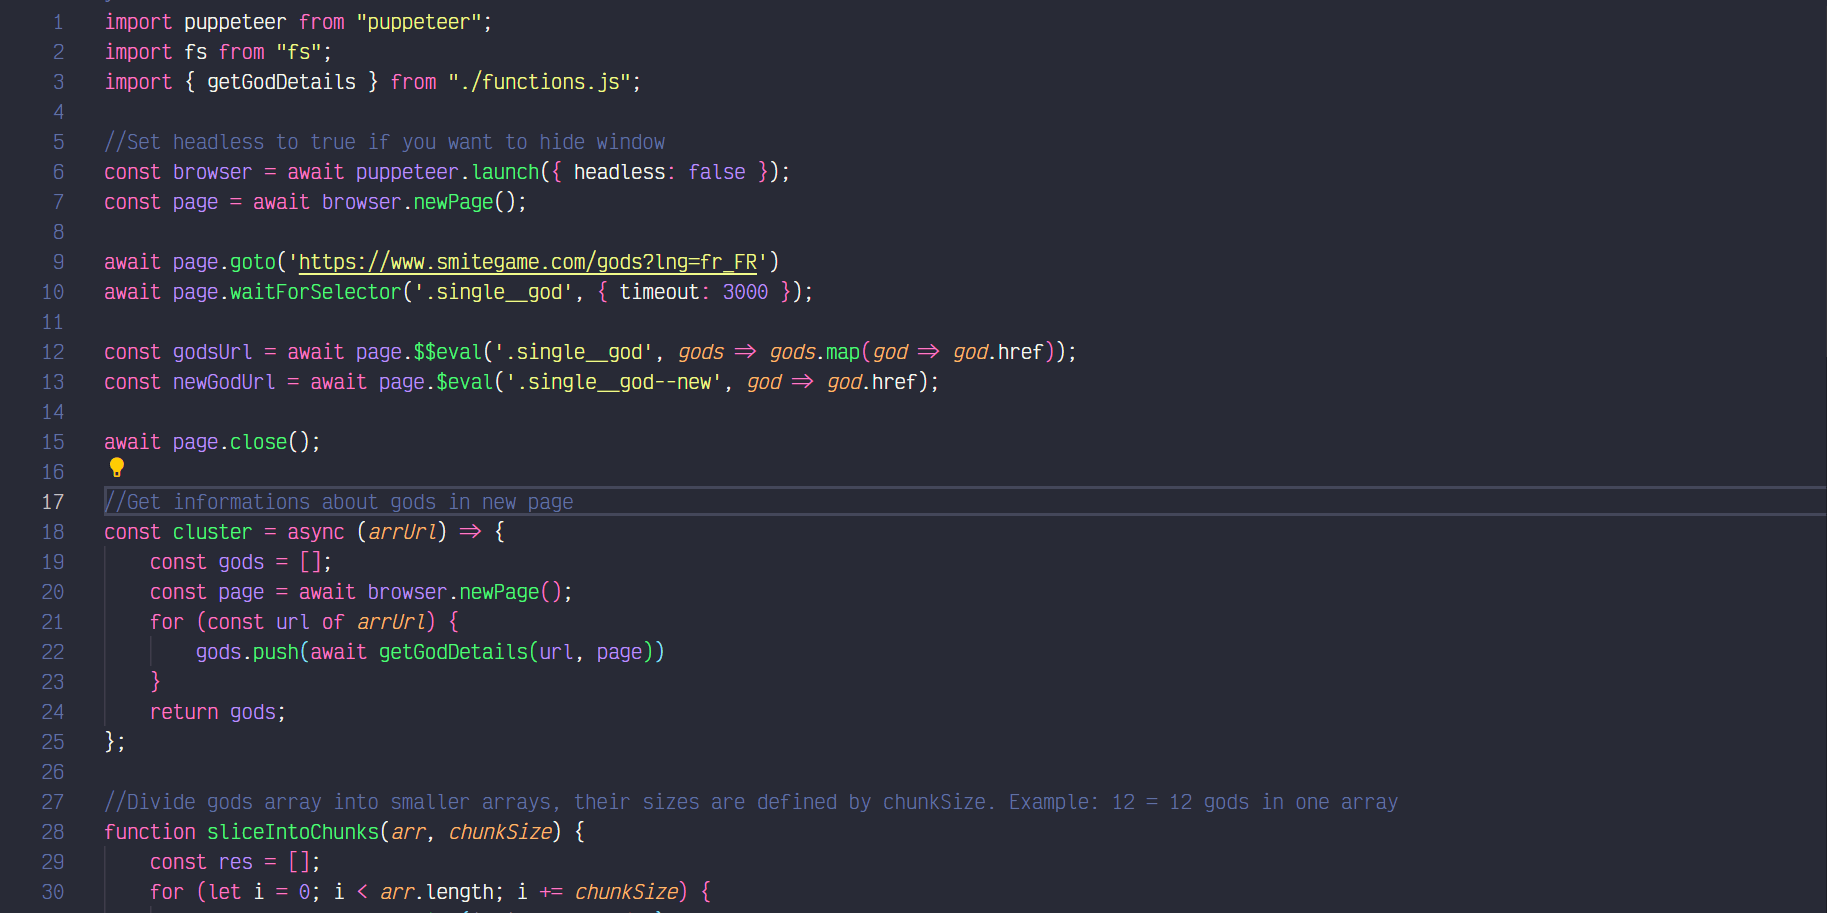 1 import puppeteer from "puppeteer";
2 import fs from "fs";
3 import { getGodDetails } from "./functions.js";
4
5 //Set headless to true if you want to hide window
6 const browser = await puppeteer.launch({ headless: false });
7 const page = await browser.newPage();
8
9 await page.goto('https://www.smitegame.com/gods?lng=fr_FR')
10 await page.waitForSelector('.single__god', { timeout: 3000 });
11
12 const godsUrl = await page.$$eval('.single__god', gods => gods.map(god => god.href));
13 const newGodUrl = await page.$eval('.single__god--new', god => god.href);
14
15 await page.close();
16
17 //Get informations about gods in new page
18 const cluster = async (arrUrl) => {
19 const gods = [];
20 const page = await browser.newPage();
21 for (const url of arrUrl) {
22 gods.push(await getGodDetails(url, page))
23 }
24 return gods;
25 };
26
27 //Divide gods array into smaller arrays, their sizes are defined by chunkSize. Example: 12 = 12 gods in one array
28 function sliceIntoChunks(arr, chunkSize) {
29 const res = [];
30 for (let i = 0; i < arr.length; i += chunkSize) {